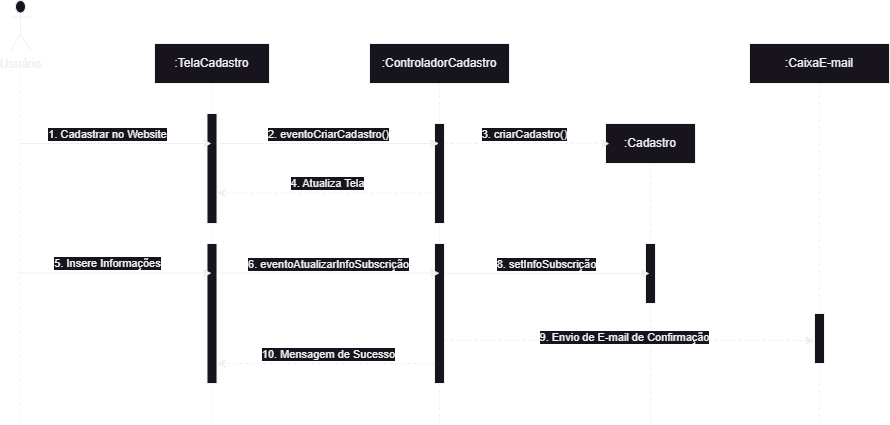 Usuário
:TelaCadastro
:ControladorCadastro
:CaixaE-mail
1. Cadastrar no Website
2. eventoCriarCadastro()
3. criarCadastro()
:Cadastro
4. Atualiza Tela
5. Insere Informações
6. eventoAtualizarInfoSubscrição
8. setInfoSubscrição
9. Envio de E-mail de Confirmação
10. Mensagem de Sucesso